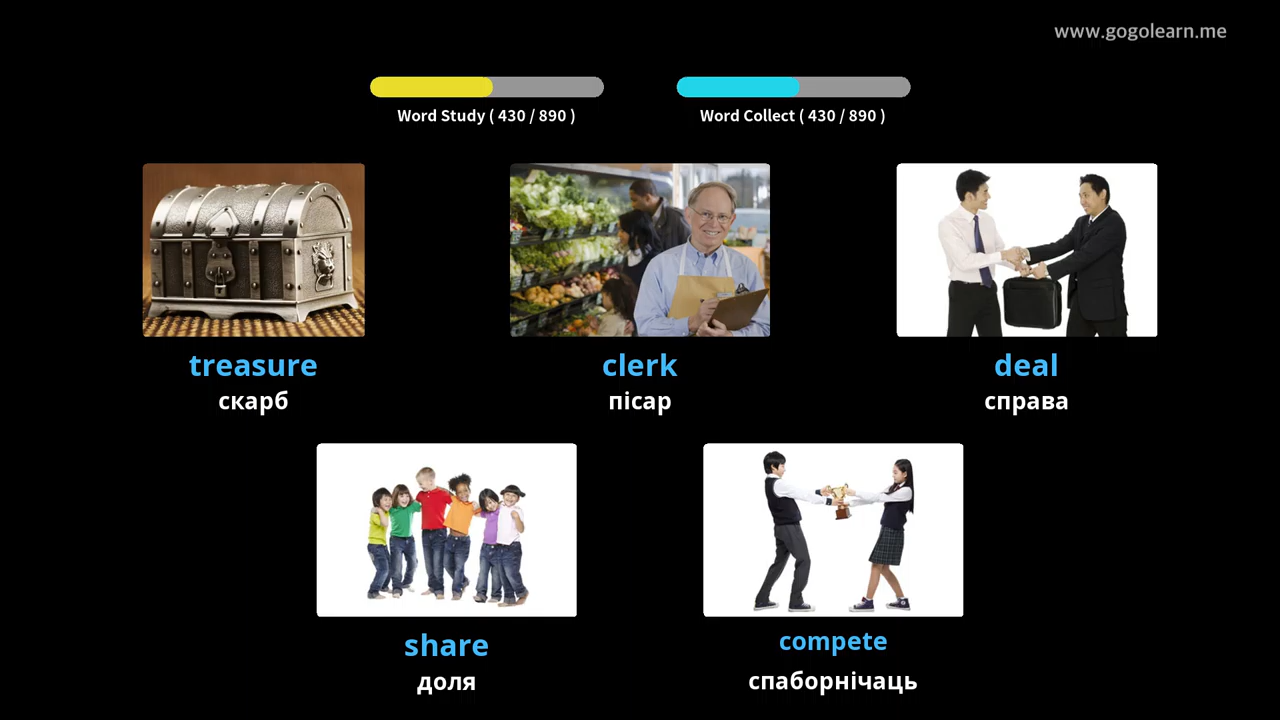 www.gogolearn.me
Word Study ( 430 / 890 )
Word Collect ( 430 / 890 )
treasure
скарб
clerk
пісар
deal
справа
share
доля
compete
спаборнічаць